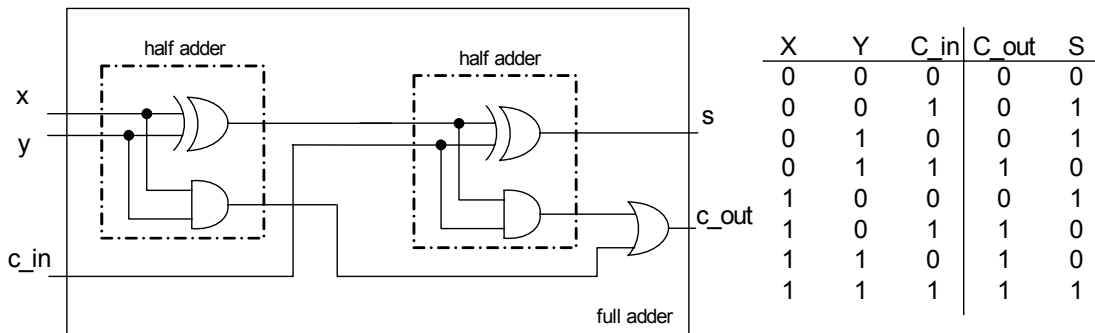 half adder
half adder
x
y
s
c_out
c_in
full adder
X Y C_in C_out S
0 0 0 0 0
0 0 1 0 1
0 1 0 0 1
0 1 1 1 0
1 0 0 0 1
1 0 1 1 0
1 1 0 1 0
1 1 1 1 1